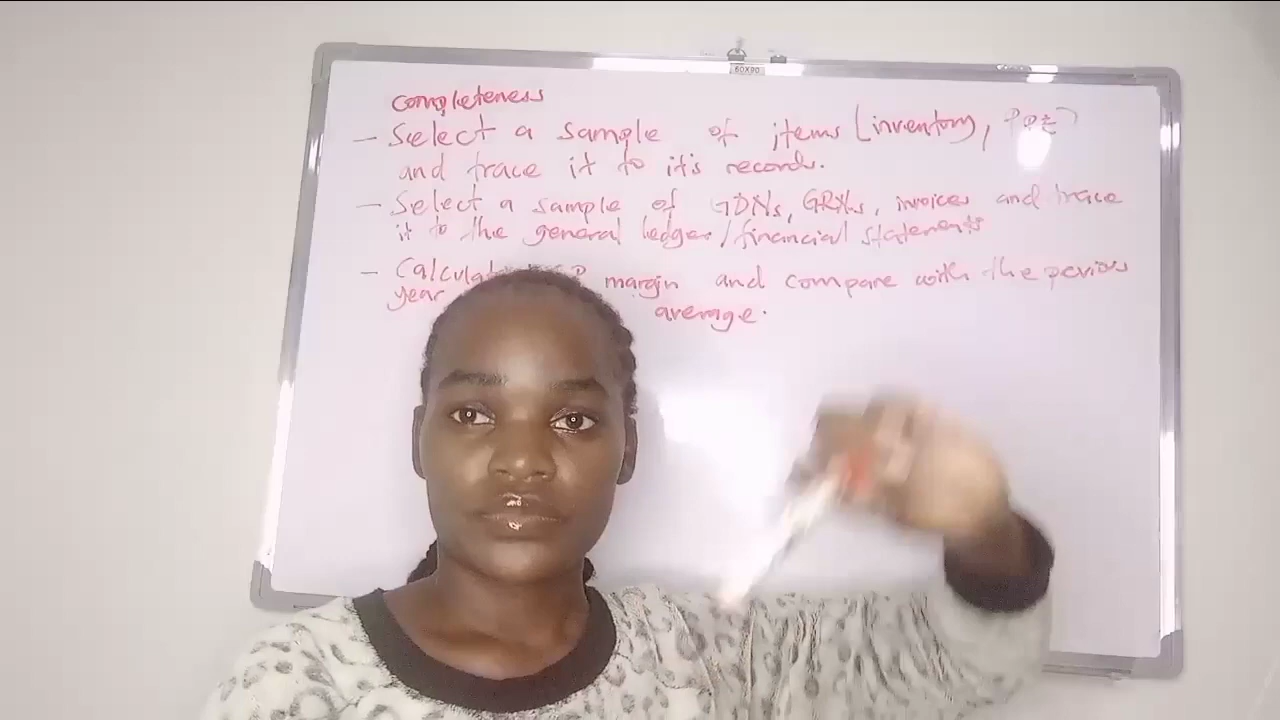 60X90
Completeness
- Select a sample of items (inventory, PPE)
and trace it to it's records.
- Select a sample of GDNs, GRNs, invoices and trace
it to the general ledger/financial statements
- Calculate margin and compare with the previous
year average.